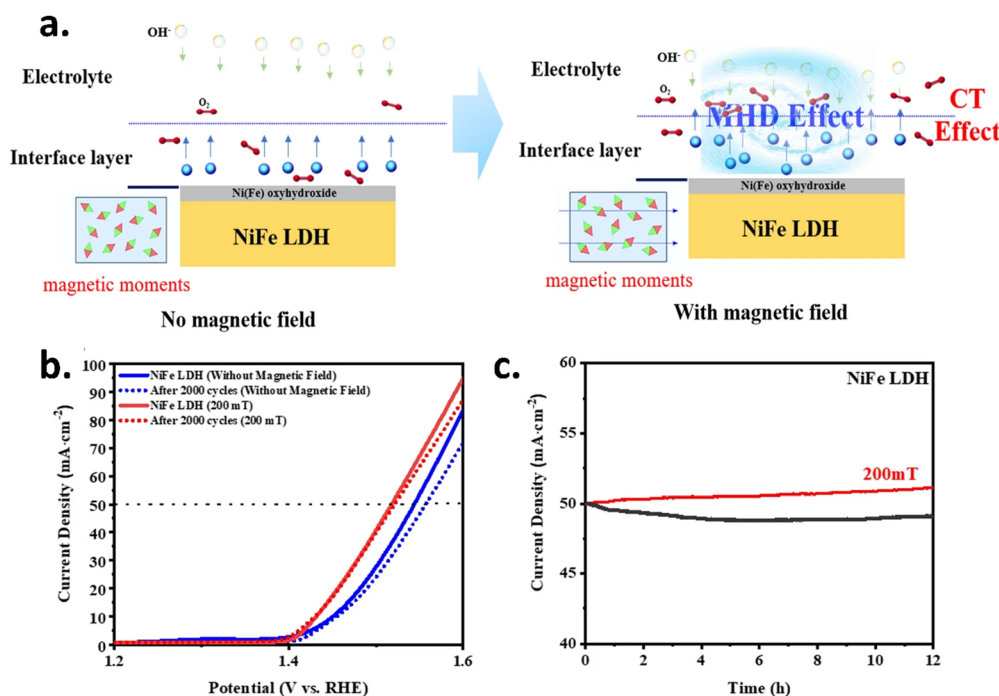 a.
OH-
Electrolyte
O2
Interface layer
Ni(Fe) oxyhydroxide
NiFe LDH
magnetic moments
No magnetic field
OH-
Electrolyte
O2
MHD Effect
CT
Effect
Interface layer
Ni(Fe) oxyhydroxide
NiFe LDH
magnetic moments
With magnetic field
b.
NiFe LDH (Without Magnetic Field)
After 2000 cycles (Without Magnetic Field)
NiFe LDH (200 mT)
After 2000 cycles (200 mT)
100
90
80
70
60
50
40
30
20
10
0
Current Density (mA·cm-2)
1.2 1.4 1.6
Potential (V vs. RHE)
c.
NiFe LDH
200mT
60
55
50
45
40
Current Density (mA·cm-2)
0 2 4 6 8 10 12
Time (h)